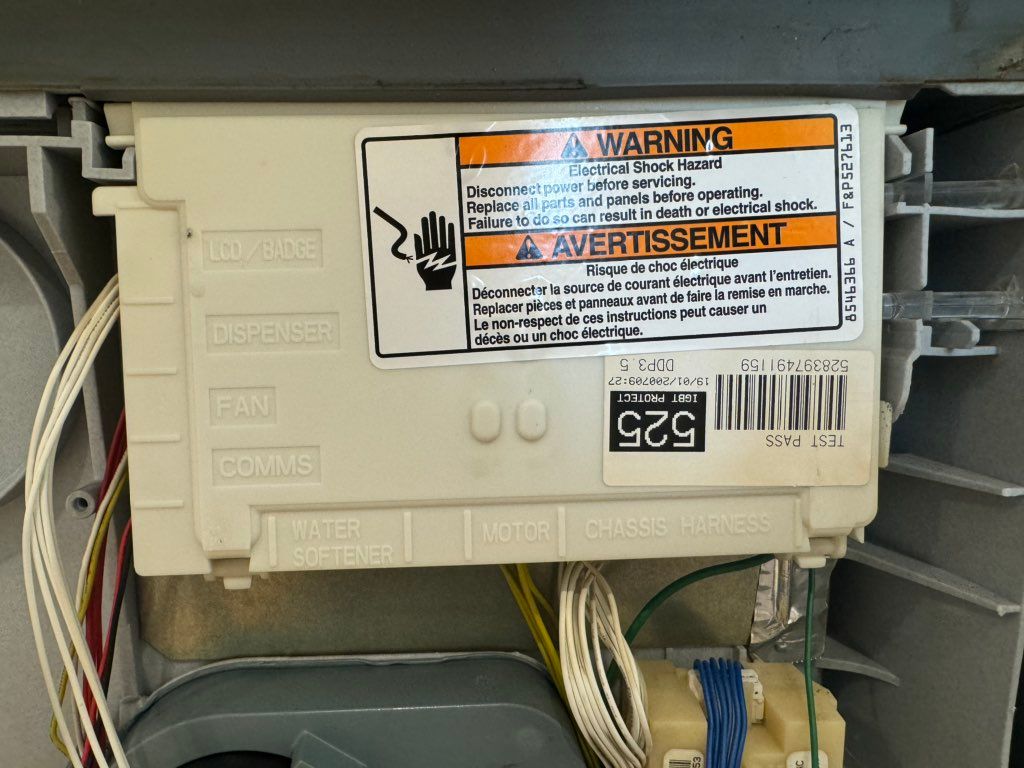 WARNING
Electrical Shock Hazard
Disconnect power before servicing.
Replace all parts and panels before operating.
Failure to do so can result in death or electrical shock.
AVERTISSEMENT
Risque de choc électrique
Déconnecter la source de courant électrique avant l'entretien.
Replacer pièces et panneaux avant de faire la remise en marche.
Le non-respect de ces instructions peut causer un
décès ou un choc électrique.
8546366 A / F&P527613
LCD/BADGE
DISPENSER
FAN
COMMS
TEST PASS
525
IGBT PROTECT
19/01/200709:27
DDP3.5
528397491159
WATER
SOFTENER
MOTOR
CHASSIS HARNESS
53